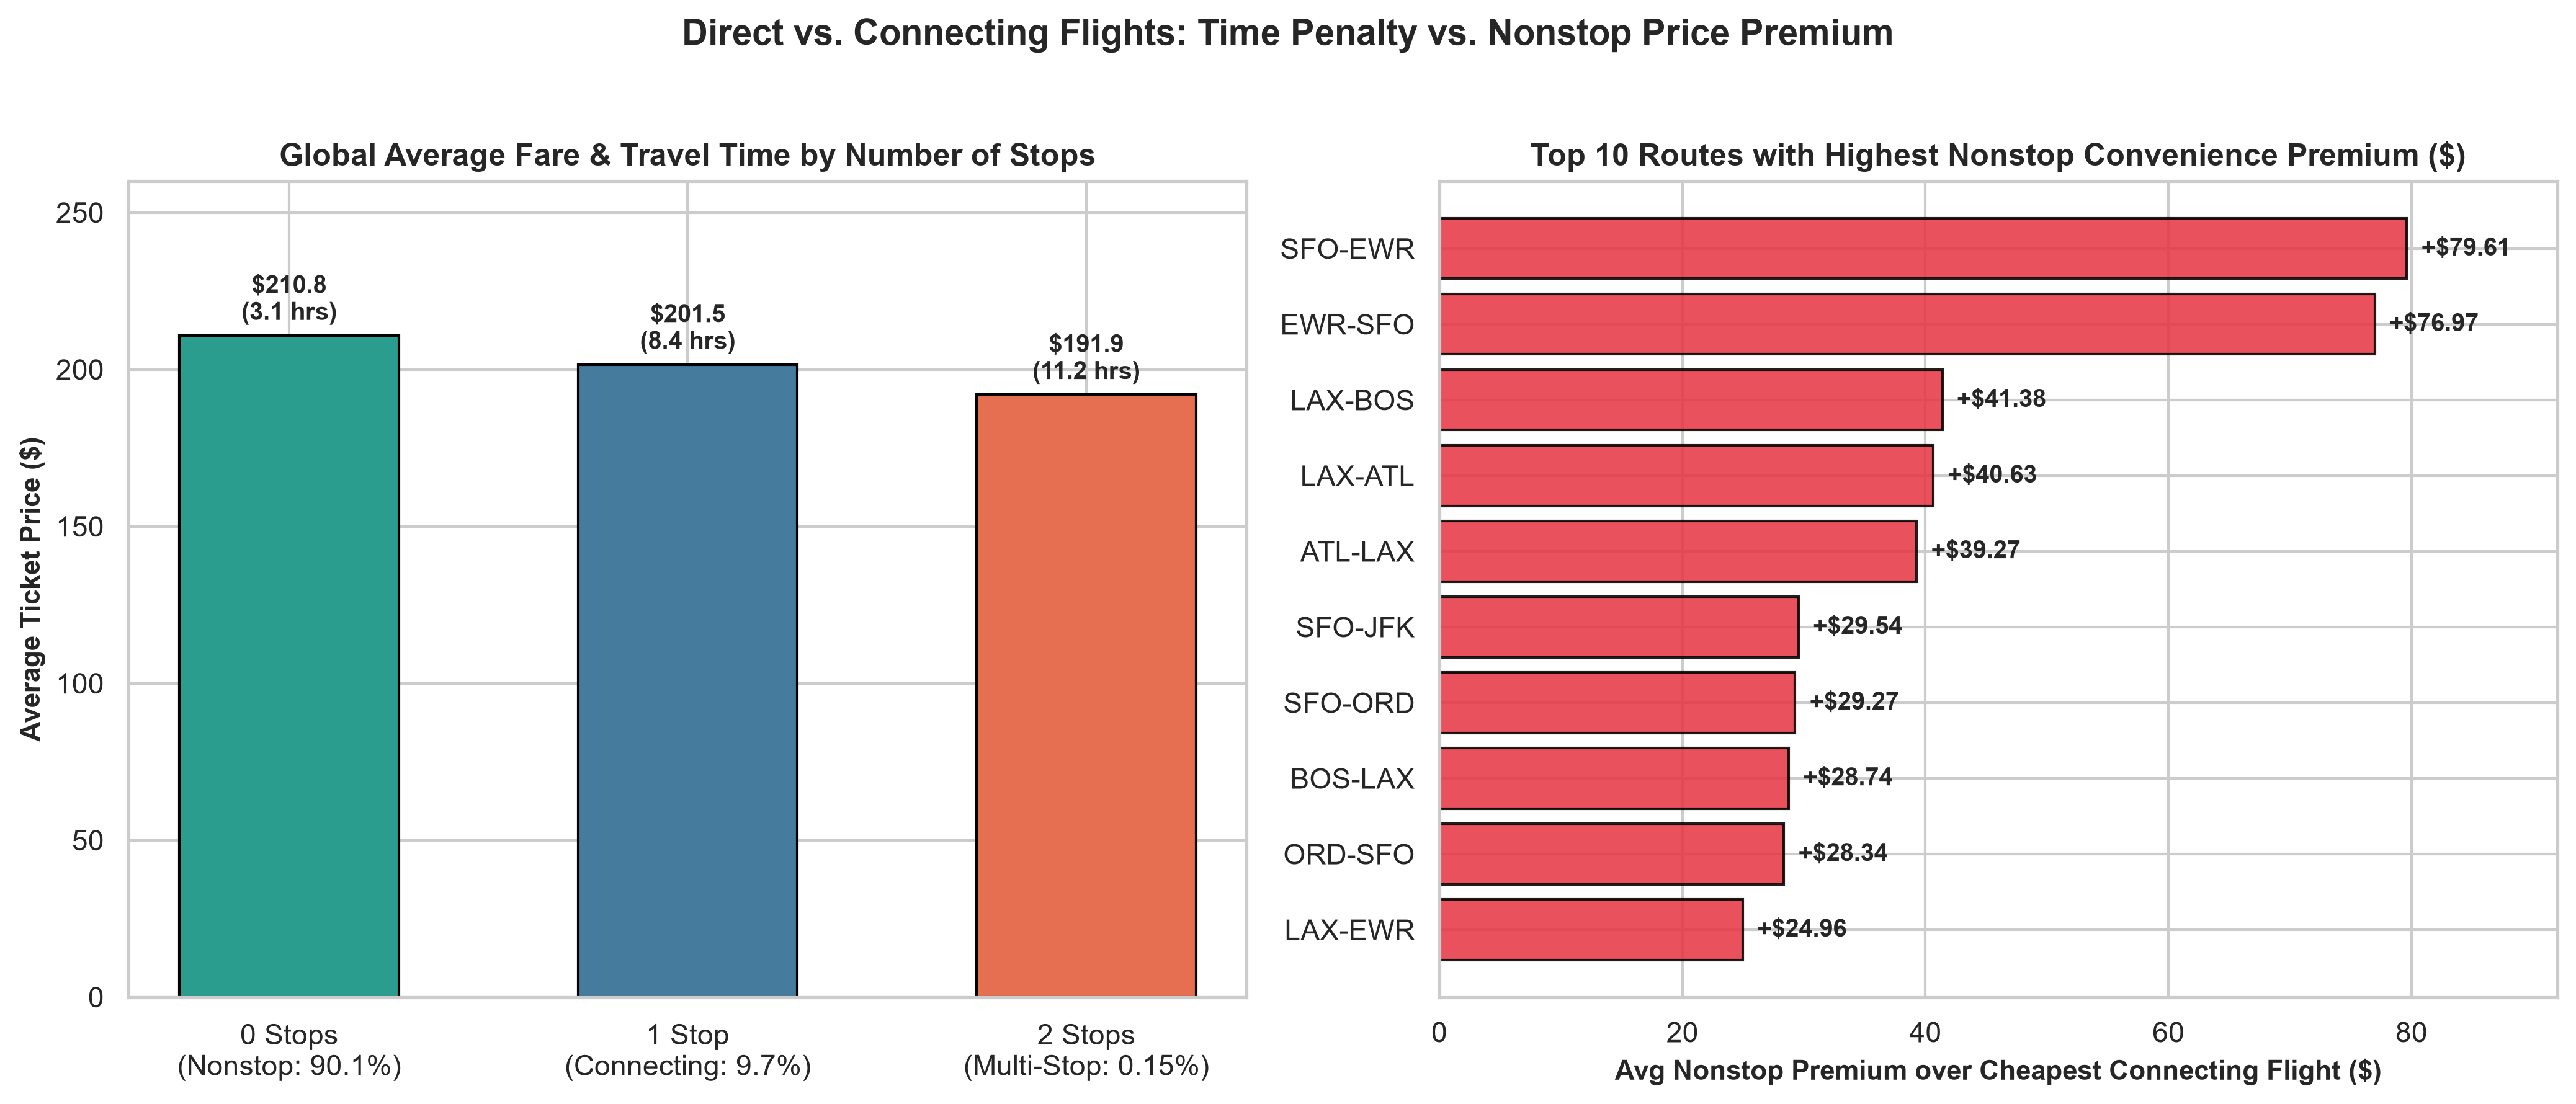 Direct vs. Connecting Flights: Time Penalty vs. Nonstop Price Premium
Global Average Fare & Travel Time by Number of Stops
Average Ticket Price ($)
250
200
150
100
50
0
$210.8
(3.1 hrs)
$201.5
(8.4 hrs)
$191.9
(11.2 hrs)
0 Stops
(Nonstop: 90.1%)
1 Stop
(Connecting: 9.7%)
2 Stops
(Multi-Stop: 0.15%)
Top 10 Routes with Highest Nonstop Convenience Premium ($)
SFO-EWR +$79.61
EWR-SFO +$76.97
LAX-BOS +$41.38
LAX-ATL +$40.63
ATL-LAX +$39.27
SFO-JFK +$29.54
SFO-ORD +$29.27
BOS-LAX +$28.74
ORD-SFO +$28.34
LAX-EWR +$24.96
0 20 40 60 80
Avg Nonstop Premium over Cheapest Connecting Flight ($)